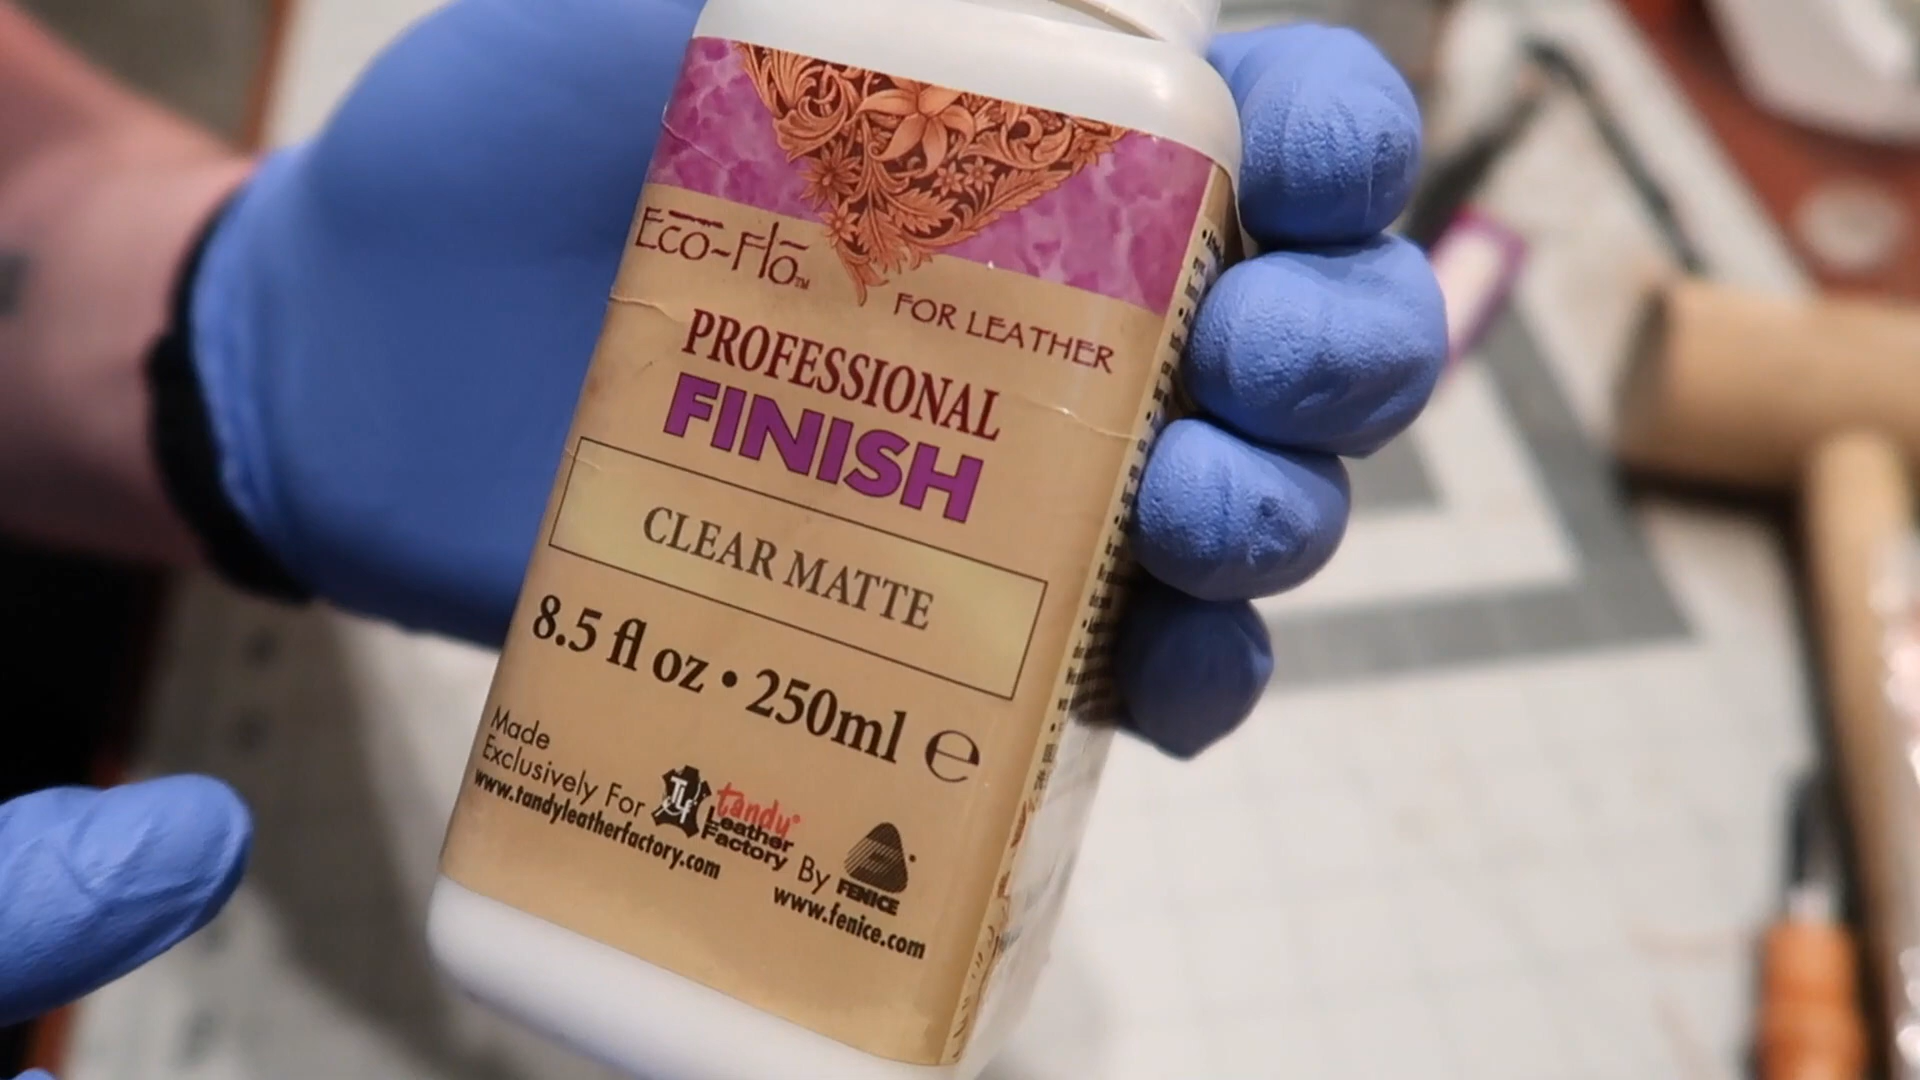 Eco-Flo™
FOR LEATHER
PROFESSIONAL
FINISH
CLEAR MATTE
8.5 fl oz • 250ml ℮
Made
Exclusively For
TLF
tandy®
Leather
Factory
By
FENICE
www.tandyleatherfactory.com
www.fenice.com